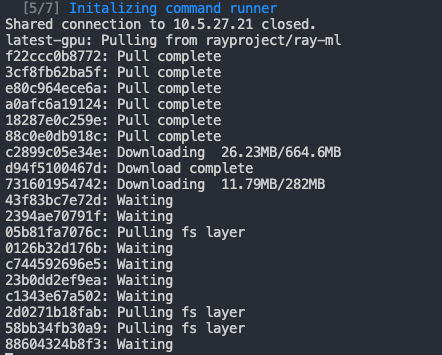 [5/7] Initalizing command runner
Shared connection to 10.5.27.21 closed.
latest-gpu: Pulling from rayproject/ray-ml
f22ccc0b8772: Pull complete
3cf8fb62ba5f: Pull complete
e80c964ece6a: Pull complete
a0afc6a19124: Pull complete
18287e0c259e: Pull complete
88c0e0db918c: Pull complete
c2899c05e34e: Downloading  26.23MB/664.6MB
d94f5100467d: Download complete
731601954742: Downloading  11.79MB/282MB
43f83bc7e72d: Waiting
2394ae70791f: Waiting
05b81fa7076c: Pulling fs layer
0126b32d176b: Waiting
c744592696e5: Waiting
23b0dd2ef9ea: Waiting
c1343e67a502: Waiting
2d0271b18fab: Pulling fs layer
58bb34fb30a9: Pulling fs layer
88604324b8f3: Waiting